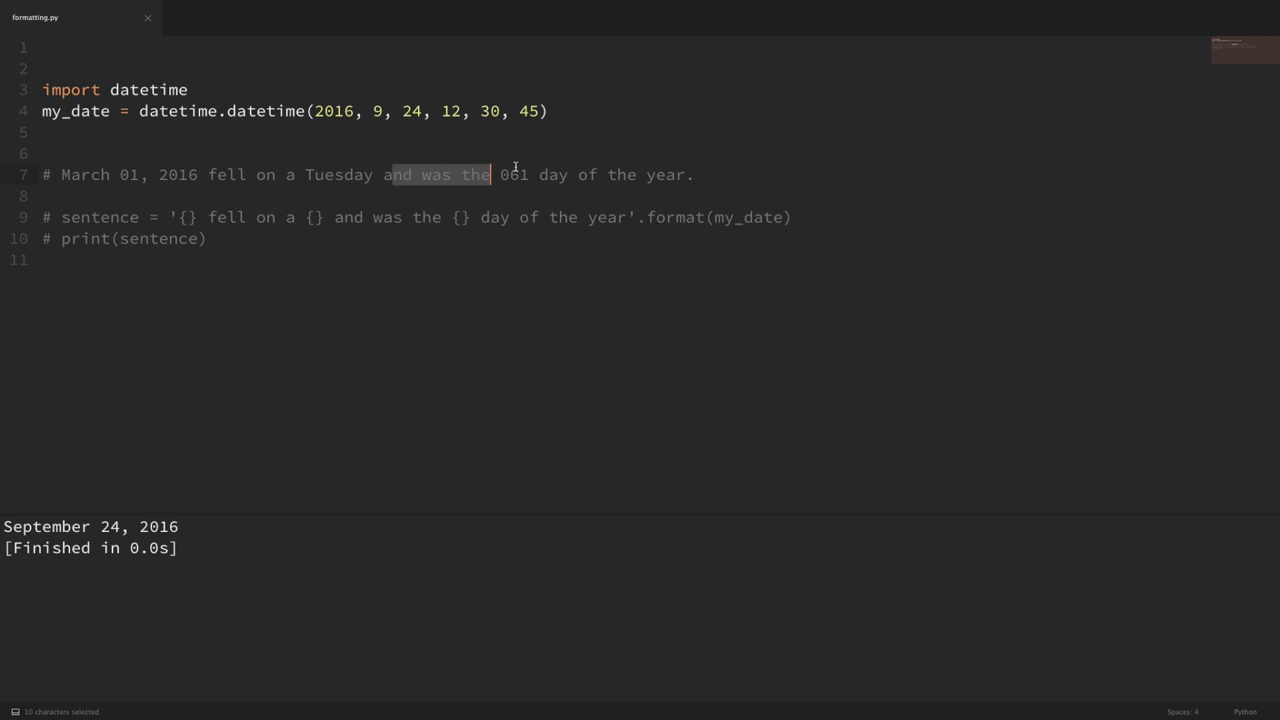 formatting.py ×
1
2
3 import datetime
4 my_date = datetime.datetime(2016, 9, 24, 12, 30, 45)
5
6
7 # March 01, 2016 fell on a Tuesday and was the 061 day of the year.
8
9 # sentence = '{} fell on a {} and was the {} day of the year'.format(my_date)
10 # print(sentence)
11
September 24, 2016
[Finished in 0.0s]
10 characters selected Spaces: 4 Python